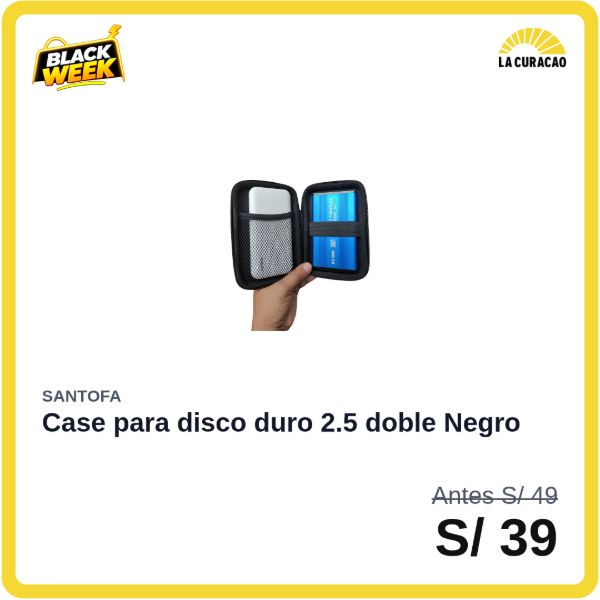 BLACK
WEEK
LA CURACAO
SANTOFA
Case para disco duro 2.5 doble Negro
Antes S/ 49
S/ 39